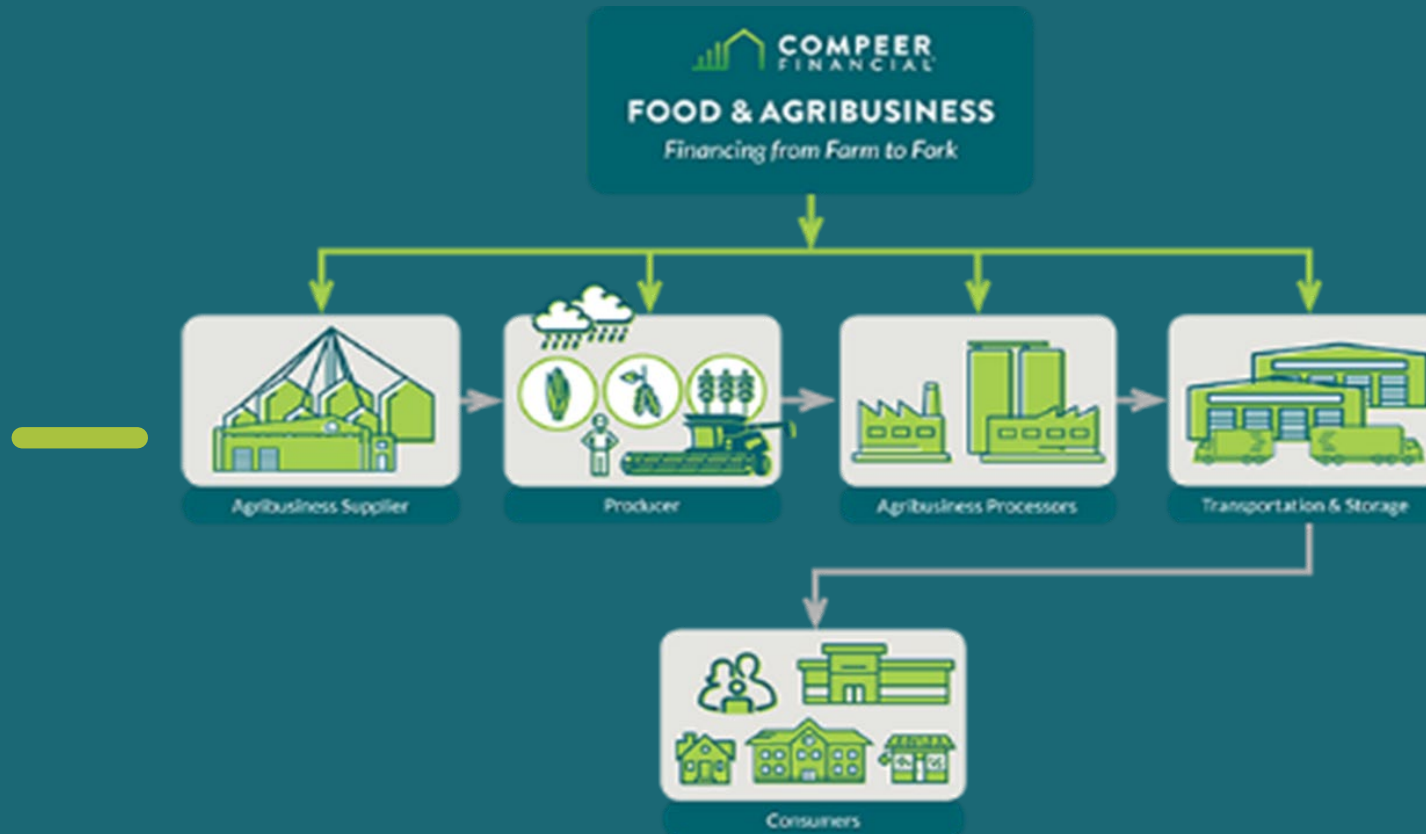 COMPEER
FINANCIAL
FOOD & AGRIBUSINESS
Financing from Farm to Fork
Agribusiness Supplier
Producer
Agribusiness Processors
Transportation & Storage
Consumers